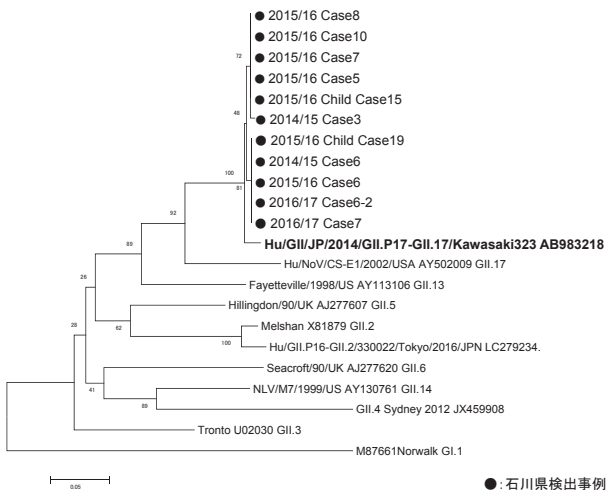 ● 2015/16 Case8
● 2015/16 Case10
72
● 2015/16 Case7
● 2015/16 Case5
● 2015/16 Child Case15
48
● 2014/15 Case3
● 2015/16 Child Case19
● 2014/15 Case6
100
● 2015/16 Case6
81
● 2016/17 Case6-2
92
● 2016/17 Case7
Hu/GII/JP/2014/GII.P17-GII.17/Kawasaki323 AB983218
89
Hu/NoV/CS-E1/2002/USA AY502009 GII.17
26
Fayetteville/1998/US AY113106 GII.13
Hillingdon/90/UK AJ277607 GII.5
28
62
Melshan X81879 GII.2
100
Hu/GII.P16-GII.2/330022/Tokyo/2016/JPN LC279234.
Seacroft/90/UK AJ277620 GII.6
41
NLV/M7/1999/US AY130761 GII.14
89
GII.4 Sydney 2012 JX459908
Tronto U02030 GII.3
M87661Norwalk GI.1
0.05
●:石川県検出事例